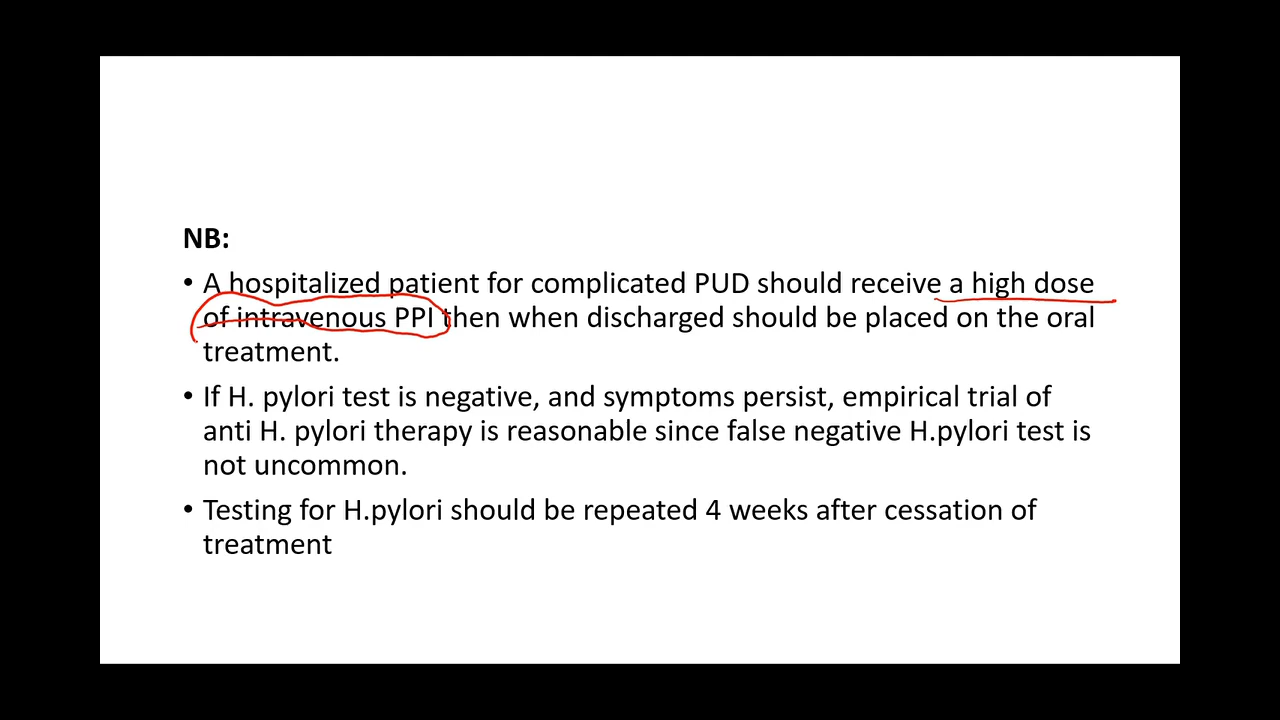 NB:
• A hospitalized patient for complicated PUD should receive a high dose
of intravenous PPI then when discharged should be placed on the oral
treatment.
• If H. pylori test is negative, and symptoms persist, empirical trial of
anti H. pylori therapy is reasonable since false negative H.pylori test is
not uncommon.
• Testing for H.pylori should be repeated 4 weeks after cessation of
treatment